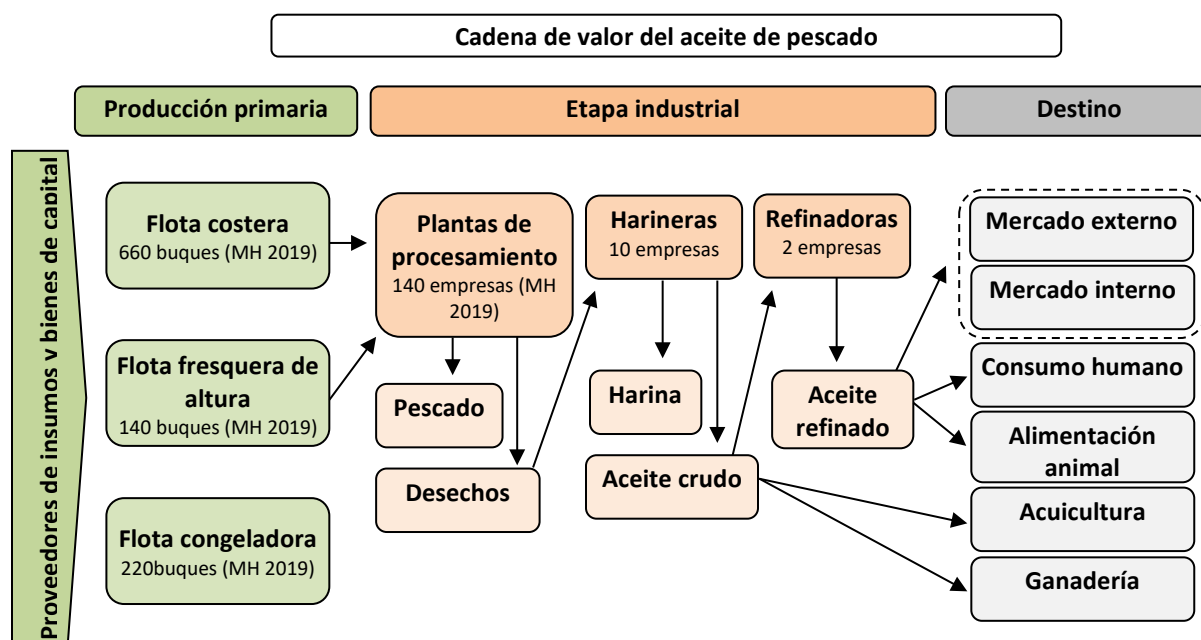 Cadena de valor del aceite de pescado
Producción primaria
Etapa industrial
Destino
Proveedores de insumos y bienes de capital
Flota costera
660 buques (MH 2019)
Flota fresquera de
altura
140 buques (MH 2019)
Flota congeladora
220buques (MH 2019)
Plantas de
procesamiento
140 empresas (MH
2019)
Pescado
Desechos
Harineras
10 empresas
Harina
Aceite crudo
Refinadoras
2 empresas
Aceite
refinado
Mercado externo
Mercado interno
Consumo humano
Alimentación
animal
Acuicultura
Ganadería